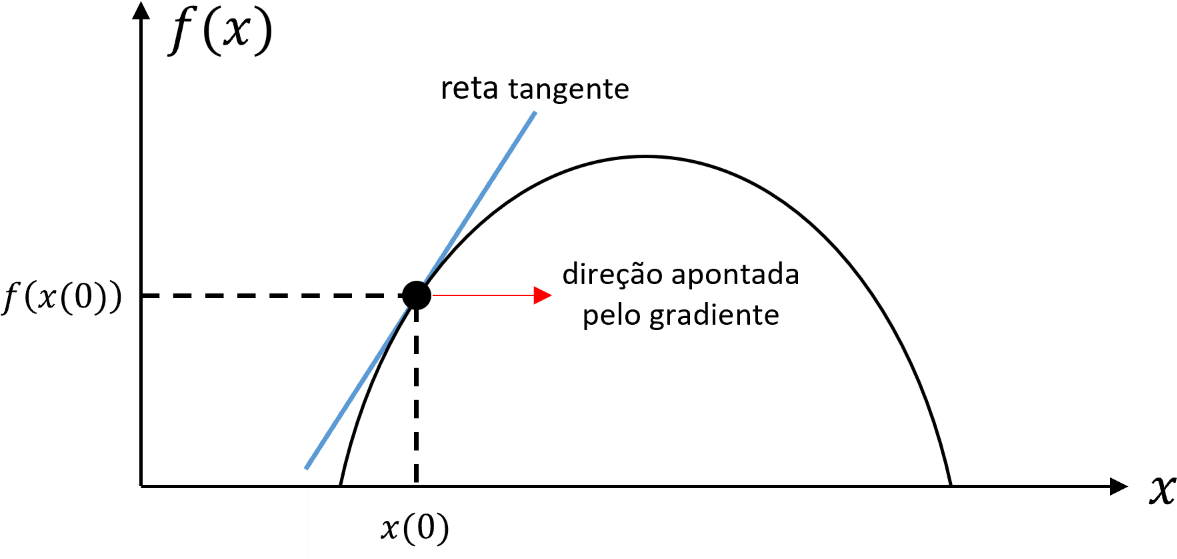 f(x)
reta tangente
direção apontada
pelo gradiente
f(x(0))
x(0)
x